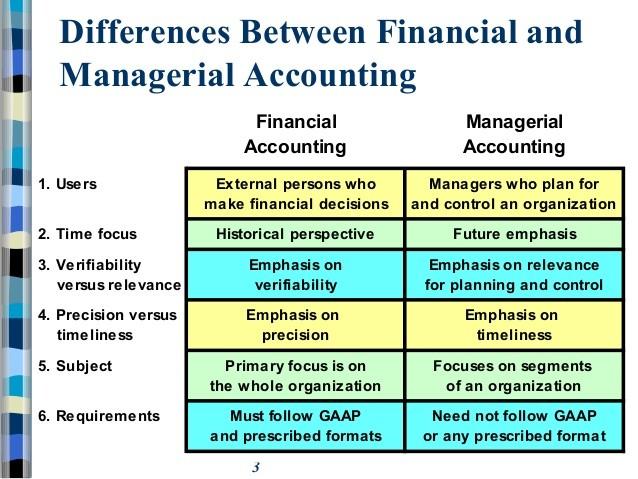 Differences Between Financial and
Managerial Accounting
Financial
Accounting
Managerial
Accounting
1. Users
External persons who
make financial decisions
Managers who plan for
and control an organization
2. Time focus
Historical perspective
Future emphasis
3. Verifiability
versus relevance
Emphasis on
verifiability
Emphasis on relevance
for planning and control
4. Precision versus
timeliness
Emphasis on
precision
Emphasis on
timeliness
5. Subject
Primary focus is on
the whole organization
Focuses on segments
of an organization
6. Requirements
Must follow GAAP
and prescribed formats
Need not follow GAAP
or any prescribed format
3